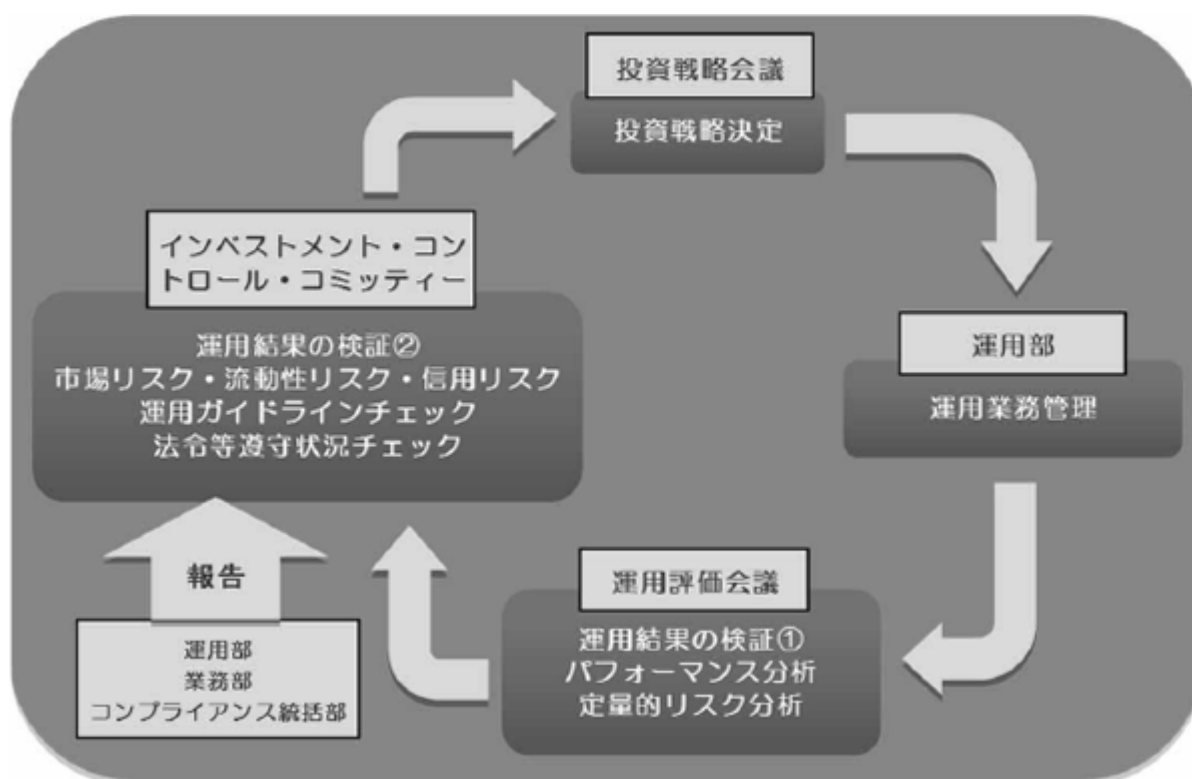 投資戦略会議
投資戦略決定
インベストメント・コン
トロール・コミッティー
運用結果の検証②
市場リスク・流動性リスク・信用リスク
運用ガイドラインチェック
法令等遵守状況チェック
運用部
運用業務管理
報告
運用部
業務部
コンプライアンス統括部
運用評価会議
運用結果の検証①
パフォーマンス分析
定量的リスク分析